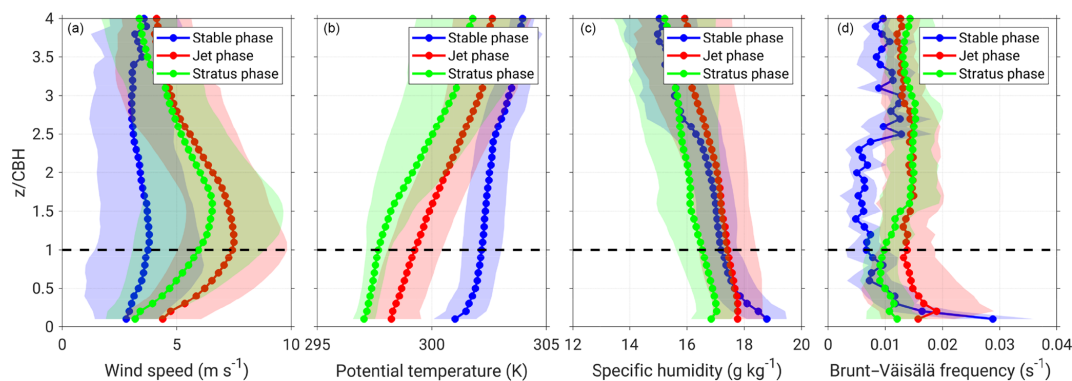 (a)
Stable phase
Jet phase
Stratus phase
(b)
Stable phase
Jet phase
Stratus phase
(c)
Stable phase
Jet phase
Stratus phase
(d)
Stable phase
Jet phase
Stratus phase
z/CBH
4
3.5
3
2.5
2
1.5
1
0.5
0
0 5 10
295 300 305
12 14 16 18 20
0 0.01 0.02 0.03 0.04
Wind speed (m s⁻¹)
Potential temperature (K)
Specific humidity (g kg⁻¹)
Brunt–Väisälä frequency (s⁻¹)